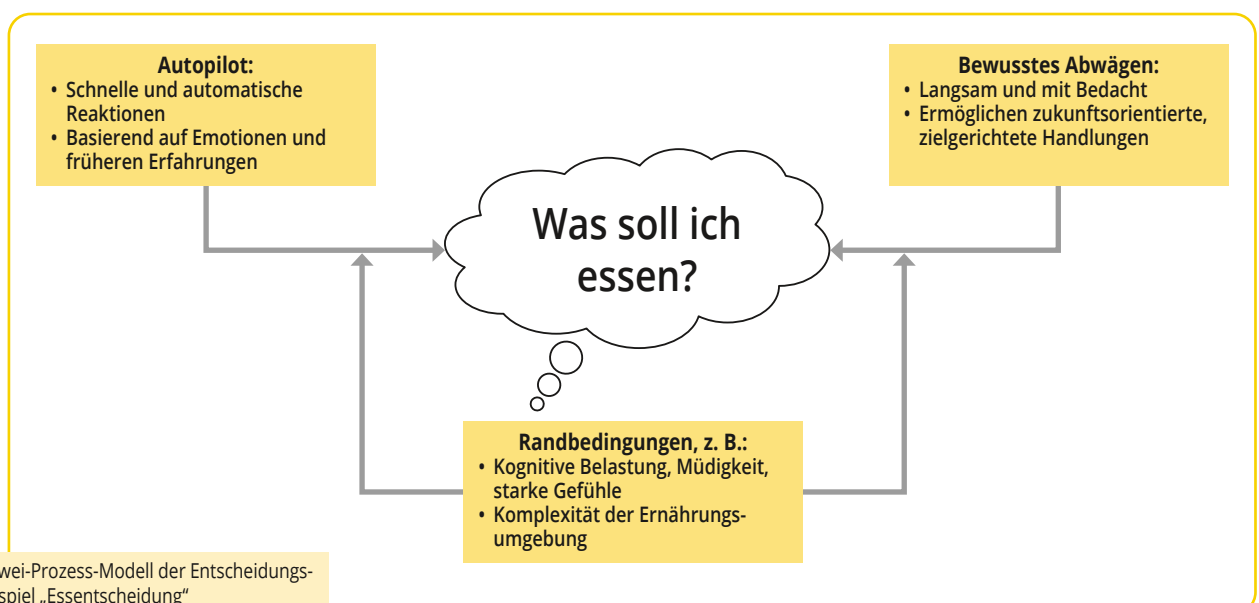 Autopilot:
• Schnelle und automatische
Reaktionen
• Basierend auf Emotionen und
früheren Erfahrungen
Bewusstes Abwägen:
• Langsam und mit Bedacht
• Ermöglichen zukunftsorientierte,
zielgerichtete Handlungen
Was soll ich
essen?
Randbedingungen, z. B.:
• Kognitive Belastung, Müdigkeit,
starke Gefühle
• Komplexität der Ernährungs-
umgebung
wei-Prozess-Modell der Entscheidungs-
spiel „Essentscheidung“